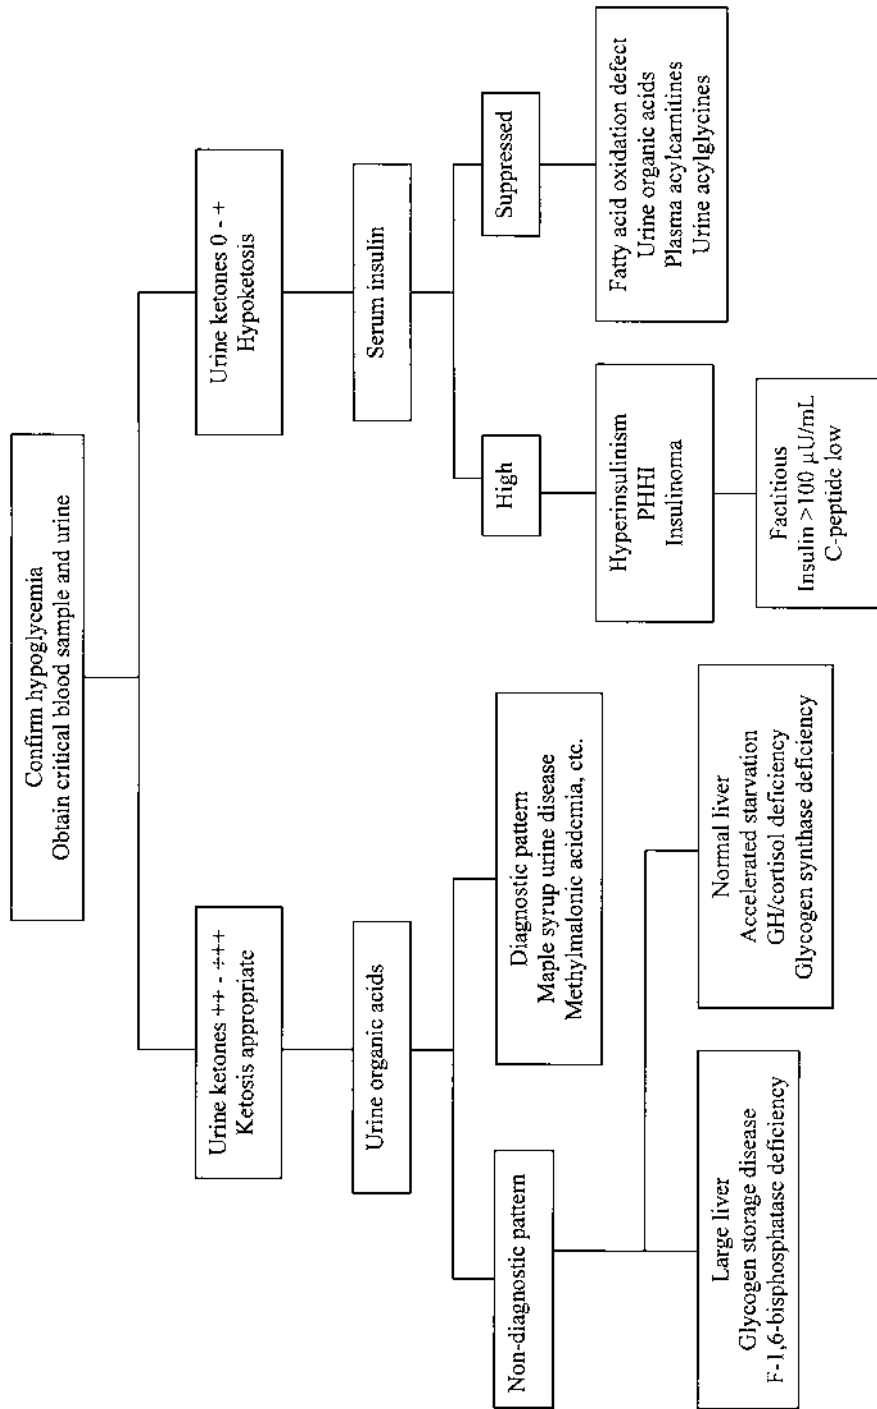 Confirm hypoglycemia
Obtain critical blood sample and urine
Urine ketones ++ - +++
Ketosis appropriate
Urine ketones 0 - +
Hypoketosis
Urine organic acids
Serum insulin
Non-diagnostic pattern
Diagnostic pattern
Maple syrup urine disease
Methylmalonic acidemia, etc.
High
Suppressed
Large liver
Glycogen storage disease
F-1,6-bisphosphatase deficiency
Normal liver
Accelerated starvation
GH/cortisol deficiency
Glycogen synthase deficiency
Hyperinsulinism
PHHI
Insulinoma
Fatty acid oxidation defect
Urine organic acids
Plasma acylcarnitines
Urine acylglycines
Factitious
Insulin >100 μU/mL
C-peptide low